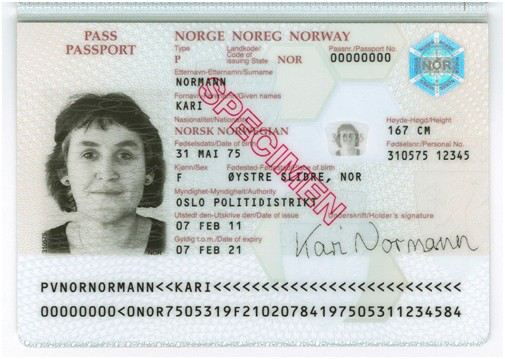 PASS NORGE NOREG NORWAY
PASSPORT
Type Landkode/ Passnr./Passport No.
Code of
issuing State
P NOR 00000000
Etternavn-Etternamn/Surname
NORMANN
Fornavn-Førenamn/Given names
KARI
Nasjonalitet/Nationality Høyde-Høgd/Height
NORSK NORWEGIAN 167 CM
Fødselsdato/Date of birth Fødselsnr./Personal No.
31 MAI 75 310575 12345
Kjønn/Sex Fødested-Fødestad/Place of birth
F ØYSTRE SLIDRE, NOR
Myndighet-Myndigheit/Authority
OSLO POLITIDISTRIKT
Utstedt den-Utskrive den/Date of issue Underskrift/Holder's signature
07 FEB 11
Gyldig t.o.m./Date of expiry
07 FEB 21
Kari Normann
SPECIMEN
NOR
310575
PVNORNORMANN<<KARI<<<<<<<<<<<<<<<<<<<<<<<<<<
00000000<0NOR7505319F2102078419750531123​4584